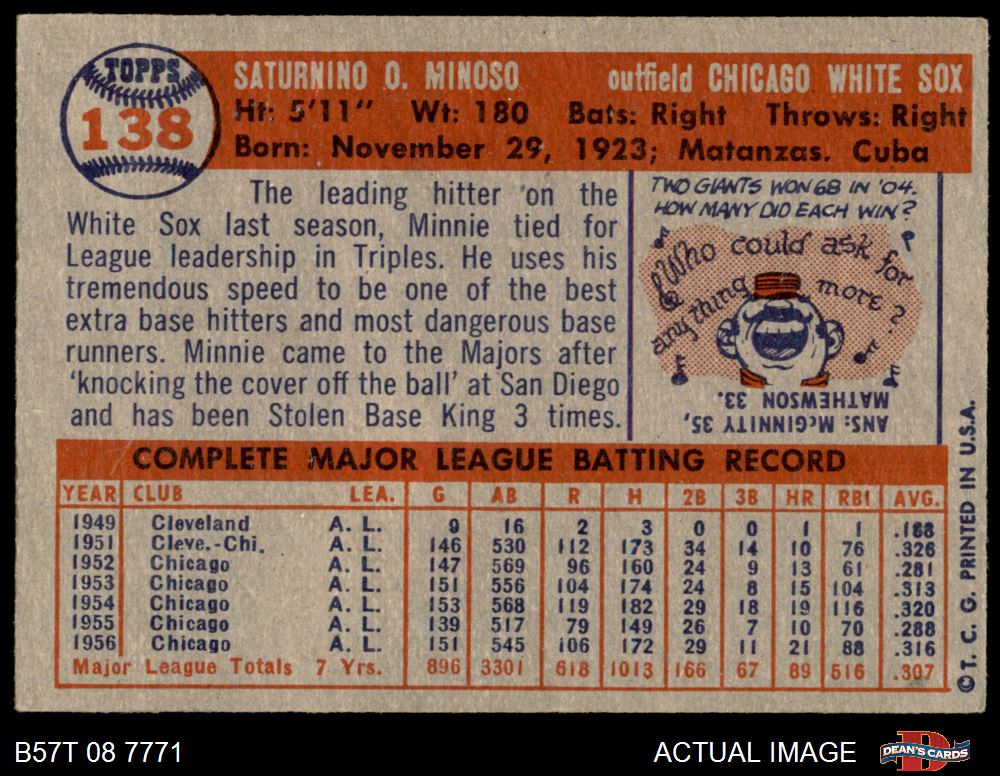 TOPPS
138
SATURNINO O. MINOSO outfield CHICAGO WHITE SOX
Ht: 5'11" Wt: 180 Bats: Right Throws: Right
Born: November 29, 1923; Matanzas. Cuba
The leading hitter on the
White Sox last season, Minnie tied for
League leadership in Triples. He uses his
tremendous speed to be one of the best
extra base hitters and most dangerous base
runners. Minnie came to the Majors after
'knocking the cover off the ball' at San Diego
and has been Stolen Base King 3 times.
TWO GIANTS WON 68 IN '04.
HOW MANY DID EACH WIN?
Who could ask for
anything more?
ANS: McGINNITY 35,
MATHEWSON 33.
COMPLETE MAJOR LEAGUE BATTING RECORD
YEAR CLUB LEA. G AB R H 2B 3B HR RBI AVG.
1949 Cleveland A. L. 9 16 2 3 0 0 1 1 .188
1951 Cleve.-Chi. A. L. 146 530 112 173 34 14 10 76 .326
1952 Chicago A. L. 147 569 96 160 24 9 13 61 .281
1953 Chicago A. L. 151 556 104 174 24 8 15 104 .313
1954 Chicago A. L. 153 568 119 182 29 18 19 116 .320
1955 Chicago A. L. 139 517 79 149 26 7 10 70 .288
1956 Chicago A. L. 151 545 106 172 29 11 21 88 .316
Major League Totals 7 Yrs. 896 3301 618 1013 166 67 89 516 .307
©T. C. G. PRINTED IN U.S.A.
B57T 08 7771
ACTUAL IMAGE
D
DEAN'S CARDS